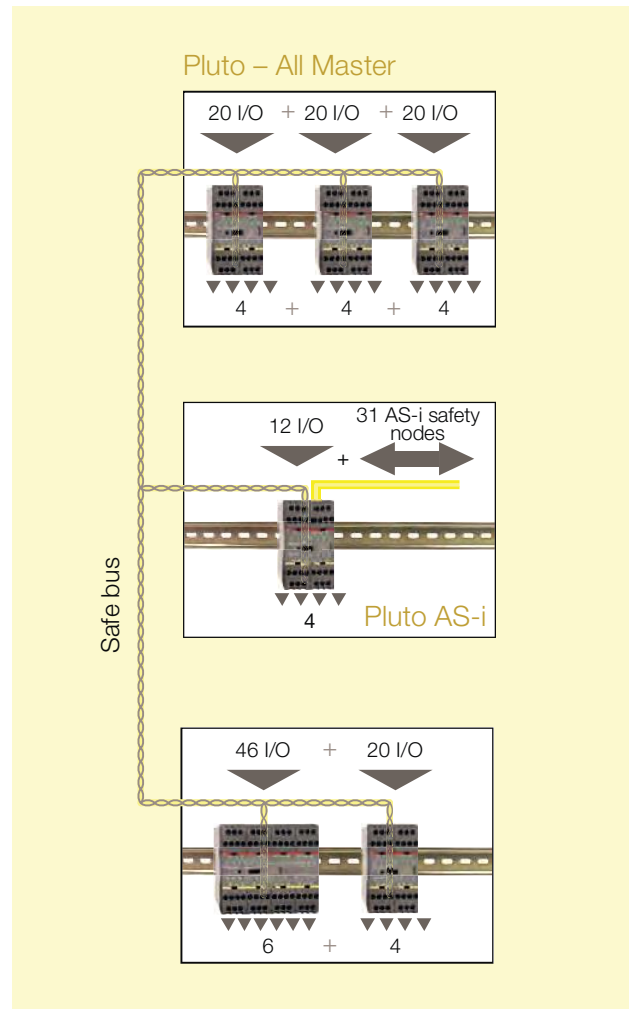 Pluto – All Master
20 I/O + 20 I/O + 20 I/O
4 + 4 + 4
31 AS-i safety
12 I/O
nodes
+
4
Pluto AS-i
Safe bus
46 I/O + 20 I/O
6 + 4